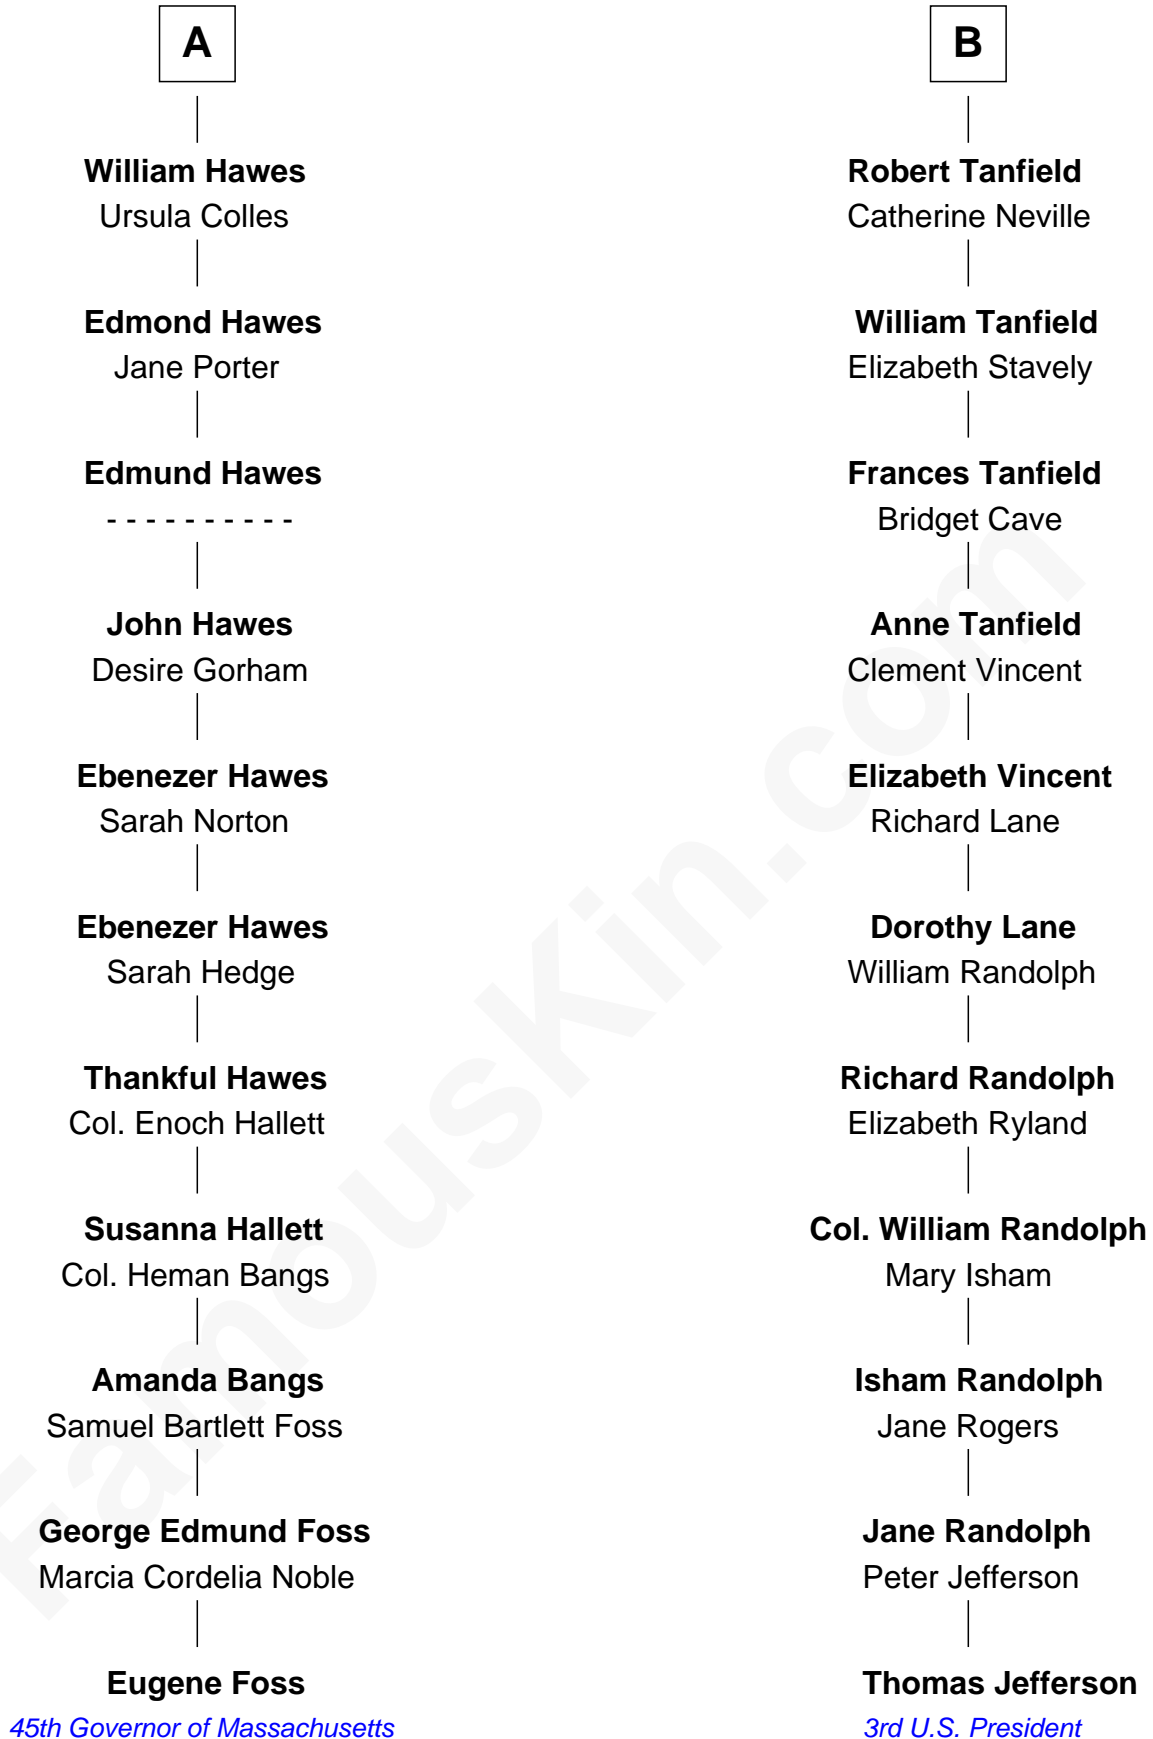 A
William Hawes
Ursula Colles
Edmond Hawes
Jane Porter
Edmund Hawes
- - - - - - - - - -
John Hawes
Desire Gorham
Ebenezer Hawes
Sarah Norton
Ebenezer Hawes
Sarah Hedge
Thankful Hawes
Col. Enoch Hallett
Susanna Hallett
Col. Heman Bangs
Amanda Bangs
Samuel Bartlett Foss
George Edmund Foss
Marcia Cordelia Noble
Eugene Foss
45th Governor of Massachusetts
B
Robert Tanfield
Catherine Neville
William Tanfield
Elizabeth Stavely
Frances Tanfield
Bridget Cave
Anne Tanfield
Clement Vincent
Elizabeth Vincent
Richard Lane
Dorothy Lane
William Randolph
Richard Randolph
Elizabeth Ryland
Col. William Randolph
Mary Isham
Isham Randolph
Jane Rogers
Jane Randolph
Peter Jefferson
Thomas Jefferson
3rd U.S. President
FamousKin.com